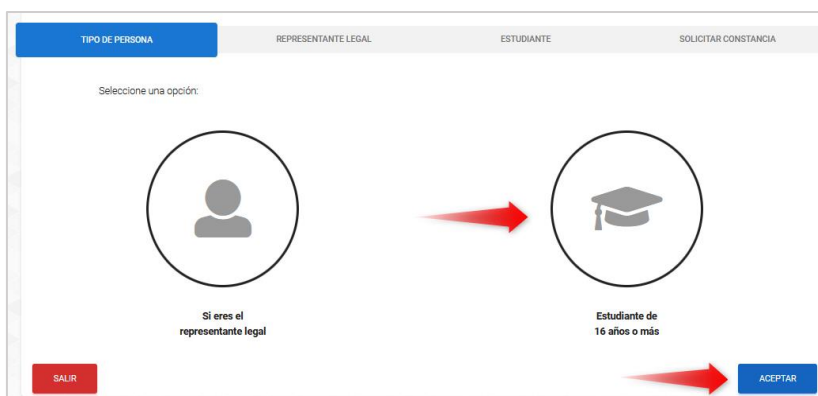 TIPO DE PERSONA
REPRESENTANTE LEGAL
ESTUDIANTE
SOLICITAR CONSTANCIA
Seleccione una opción:
Si eres el
representante legal
Estudiante de
16 años o más
SALIR
ACEPTAR